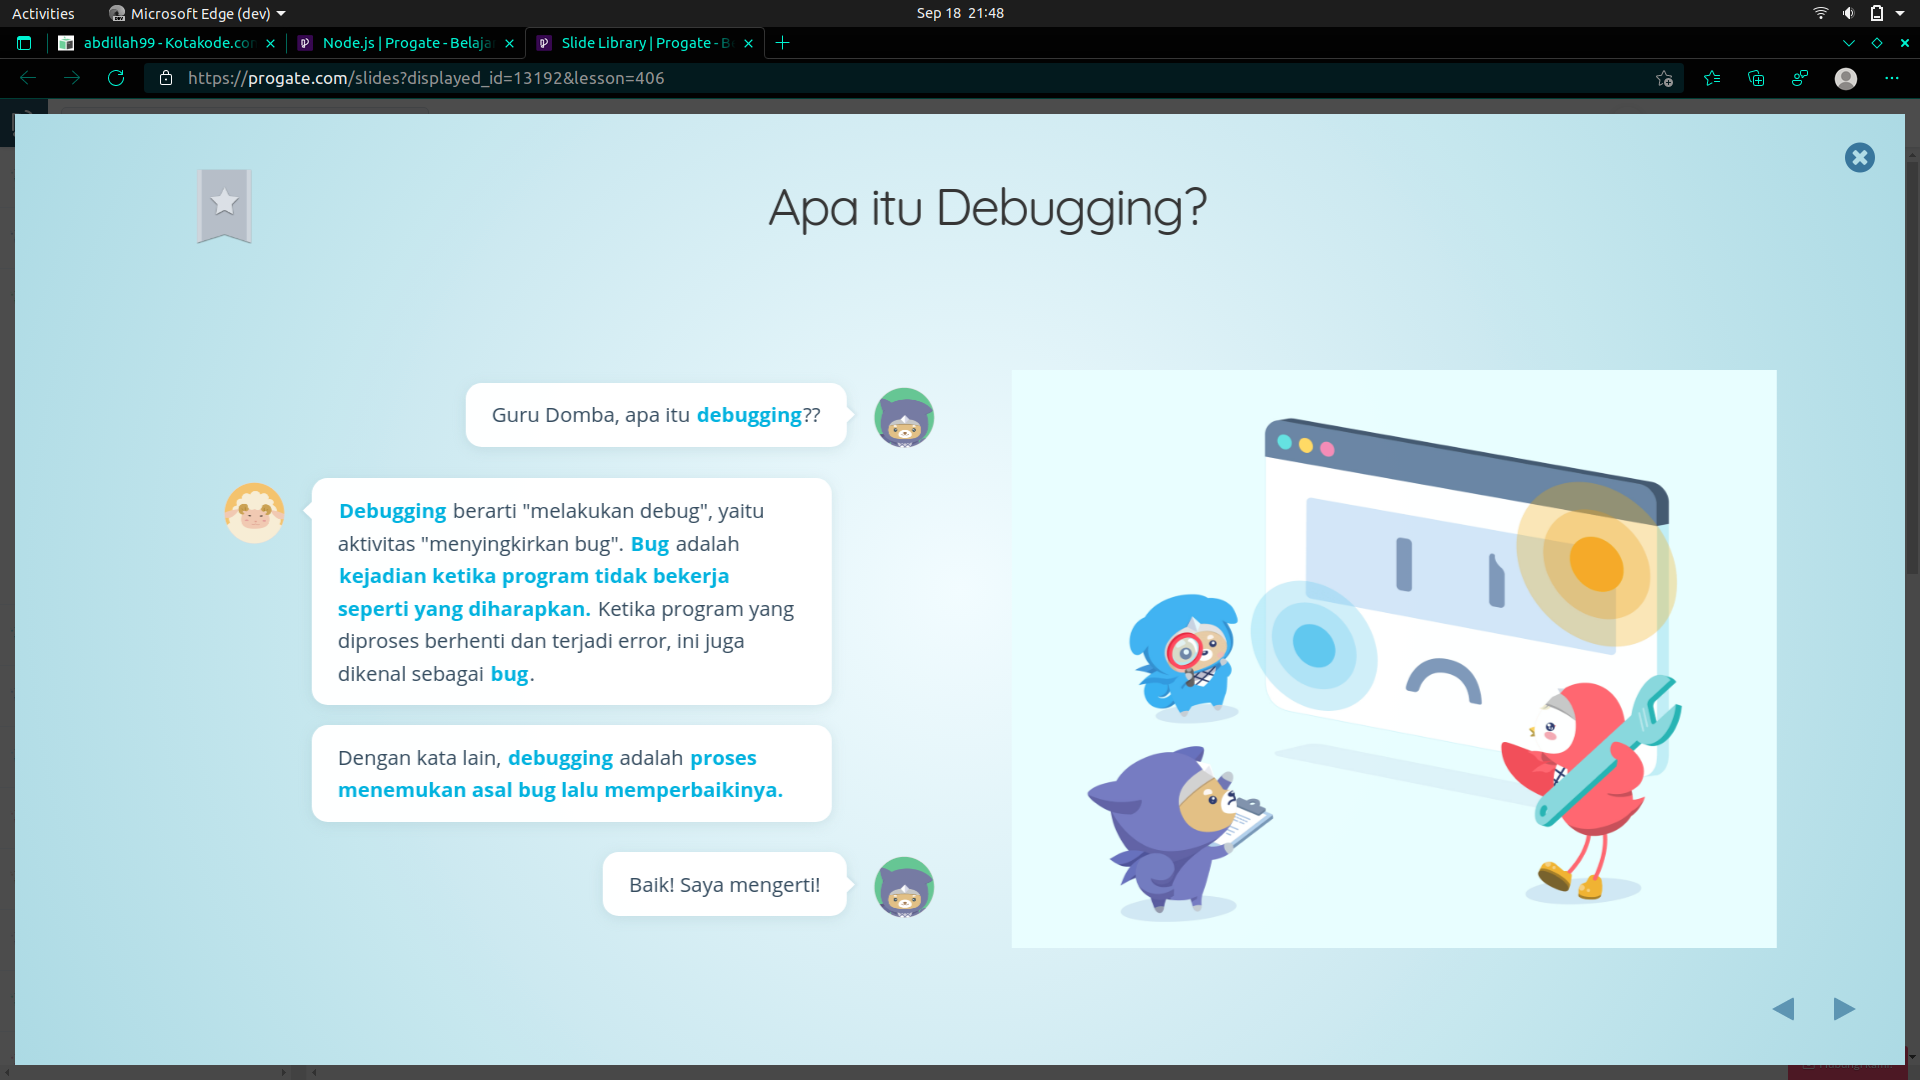 Activities
Microsoft Edge (dev)
Sep 18 21:48
abdillah99 - Kotakode.co
Node.js | Progate - Belaja
Slide Library | Progate - B
https://progate.com/slides?displayed_id=13192&lesson=406
Apa itu Debugging?
Guru Domba, apa itu debugging??
Debugging berarti "melakukan debug", yaitu
aktivitas "menyingkirkan bug". Bug adalah
kejadian ketika program tidak bekerja
seperti yang diharapkan. Ketika program yang
diproses berhenti dan terjadi error, ini juga
dikenal sebagai bug.
Dengan kata lain, debugging adalah proses
menemukan asal bug lalu memperbaikinya.
Baik! Saya mengerti!